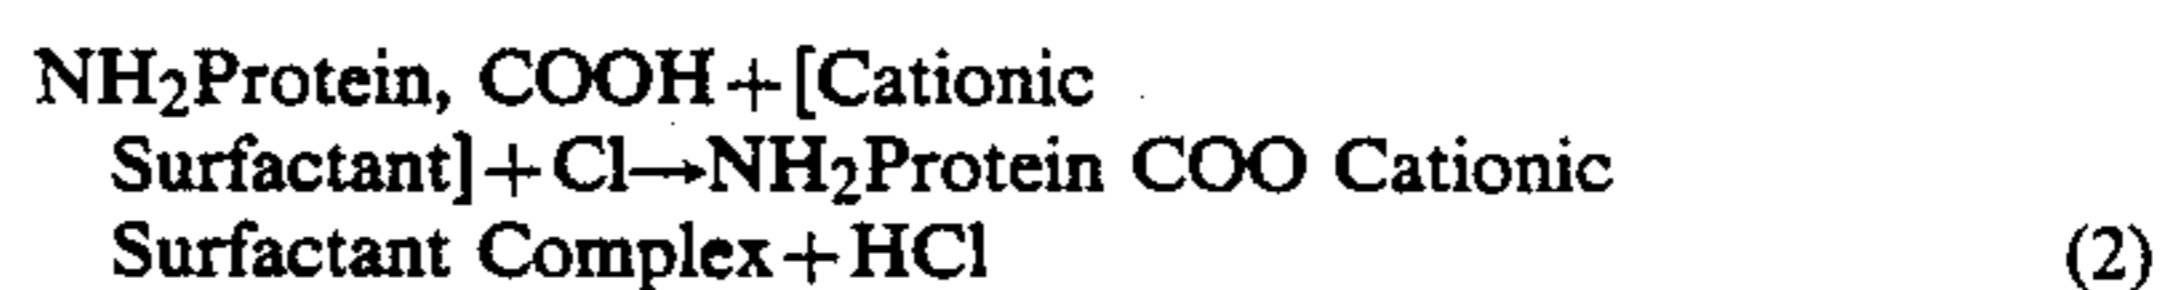 NH₂Protein, COOH+[Cationic
Surfactant]+Cl→NH₂Protein COO Cationic
Surfactant Complex+HCl (2)